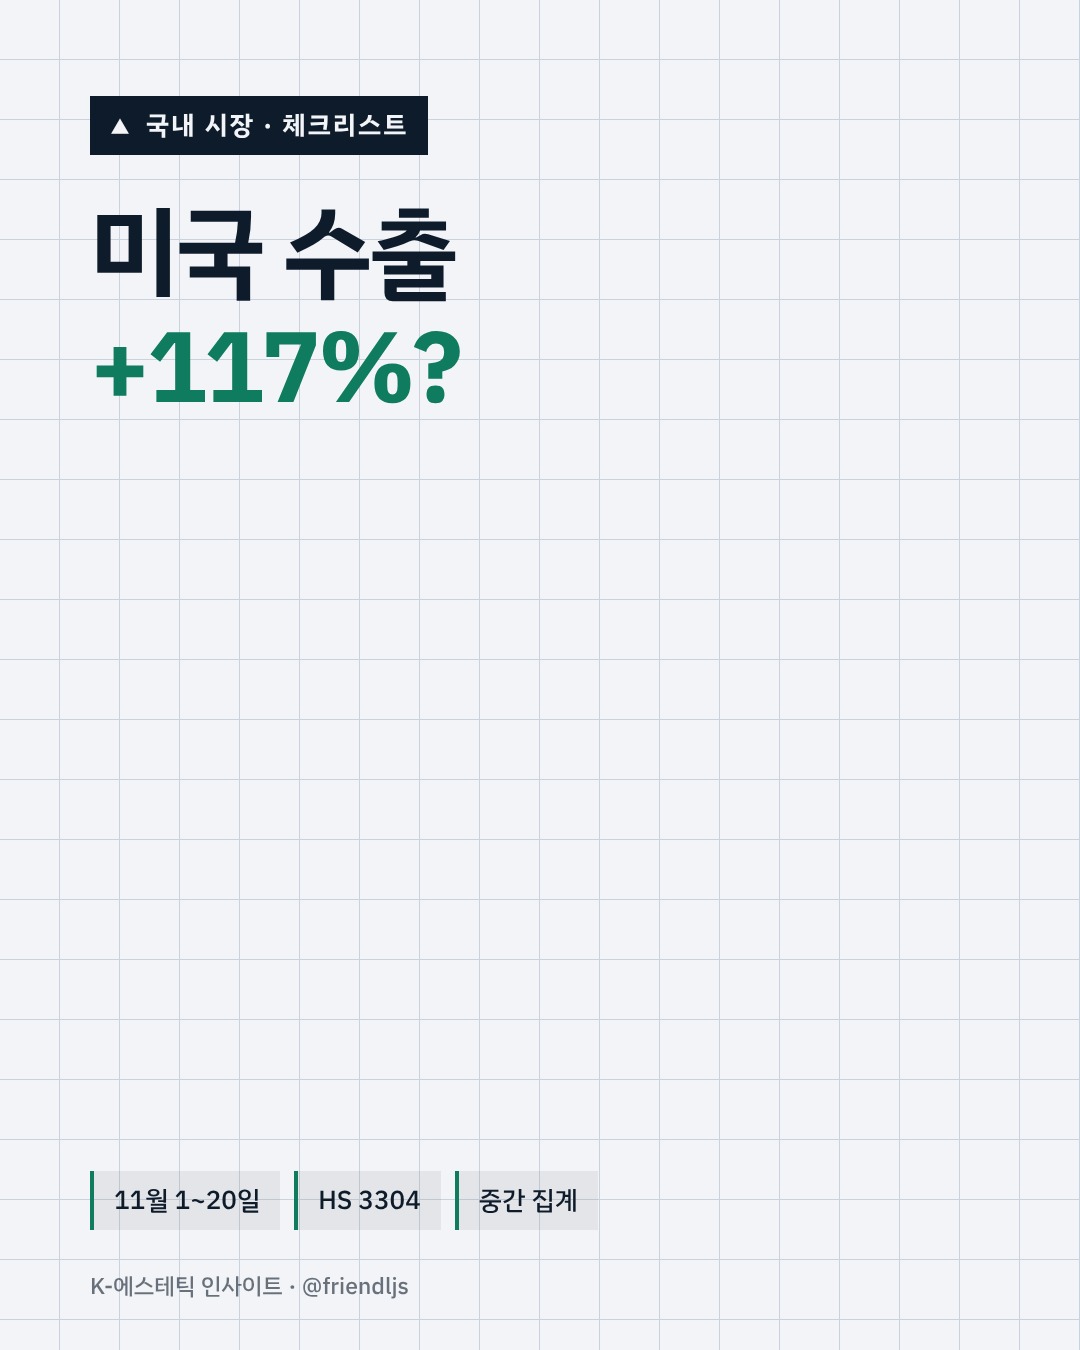 ▲ 국내 시장 · 체크리스트
미국 수출
+117%?
11월 1~20일 HS 3304 중간 집계
K-에스테틱 인사이트 · @friendljs